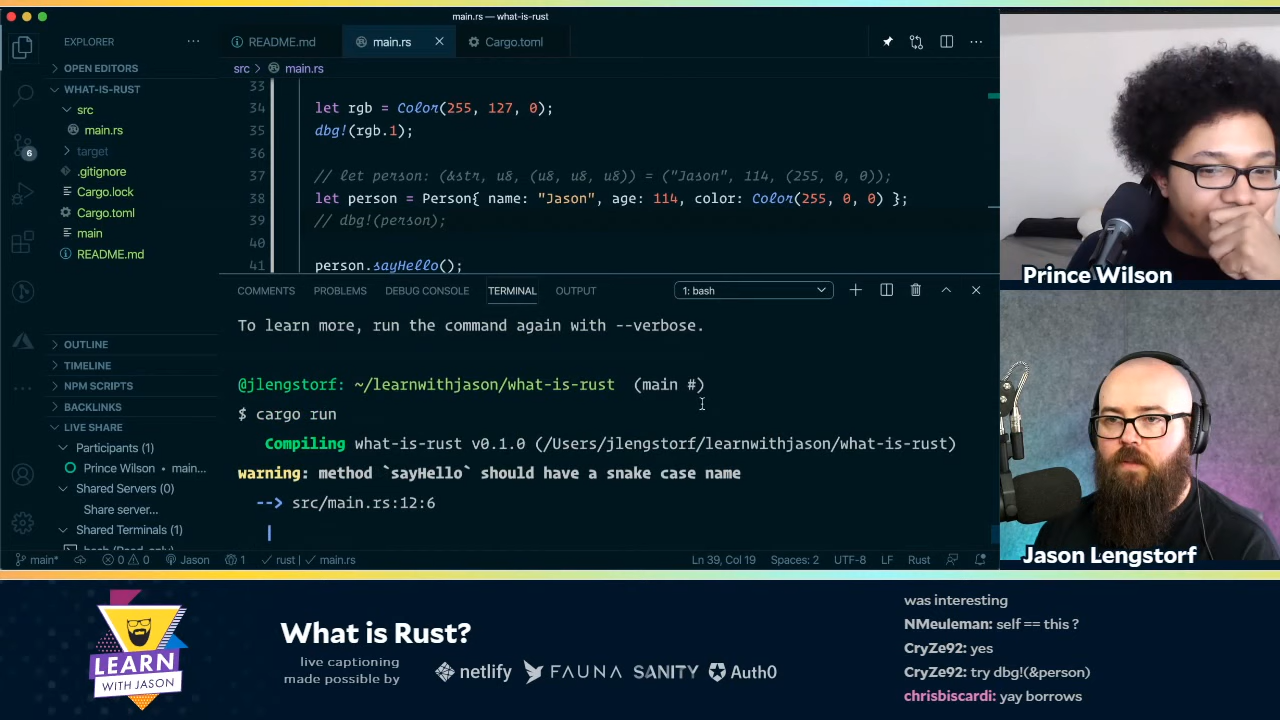 main.rs — what-is-rust
EXPLORER
OPEN EDITORS
WHAT-IS-RUST
src
main.rs
target
.gitignore
Cargo.lock
Cargo.toml
main
README.md
OUTLINE
TIMELINE
NPM SCRIPTS
BACKLINKS
LIVE SHARE
Participants (1)
Prince Wilson • main...
Shared Servers (0)
Share server...
Shared Terminals (1)
6
README.md
main.rs
Cargo.toml
src > main.rs
33
34 let rgb = Color(255, 127, 0);
35 dbg!(rgb.1);
36
37 // let person: (&str, u8, (u8, u8, u8)) = ("Jason", 114, (255, 0, 0));
38 let person = Person{ name: "Jason", age: 114, color: Color(255, 0, 0) };
39 // dbg!(person);
40
41 person.sayHello();
COMMENTS PROBLEMS DEBUG CONSOLE TERMINAL OUTPUT 1: bash
To learn more, run the command again with --verbose.
@jlengstorf: ~/learnwithjason/what-is-rust (main #)
$ cargo run
Compiling what-is-rust v0.1.0 (/Users/jlengstorf/learnwithjason/what-is-rust)
warning: method `sayHello` should have a snake case name
--> src/main.rs:12:6
|
main* 0 0 Jason 1 rust | main.rs Ln 39, Col 19 Spaces: 2 UTF-8 LF Rust
Prince Wilson
Jason Lengstorf
LEARN
WITH JASON
What is Rust?
live captioning
made possible by
netlify FAUNA SANITY Auth0
was interesting
NMeuleman: self == this ?
CryZe92: yes
CryZe92: try dbg!(&person)
chrisbiscardi: yay borrows